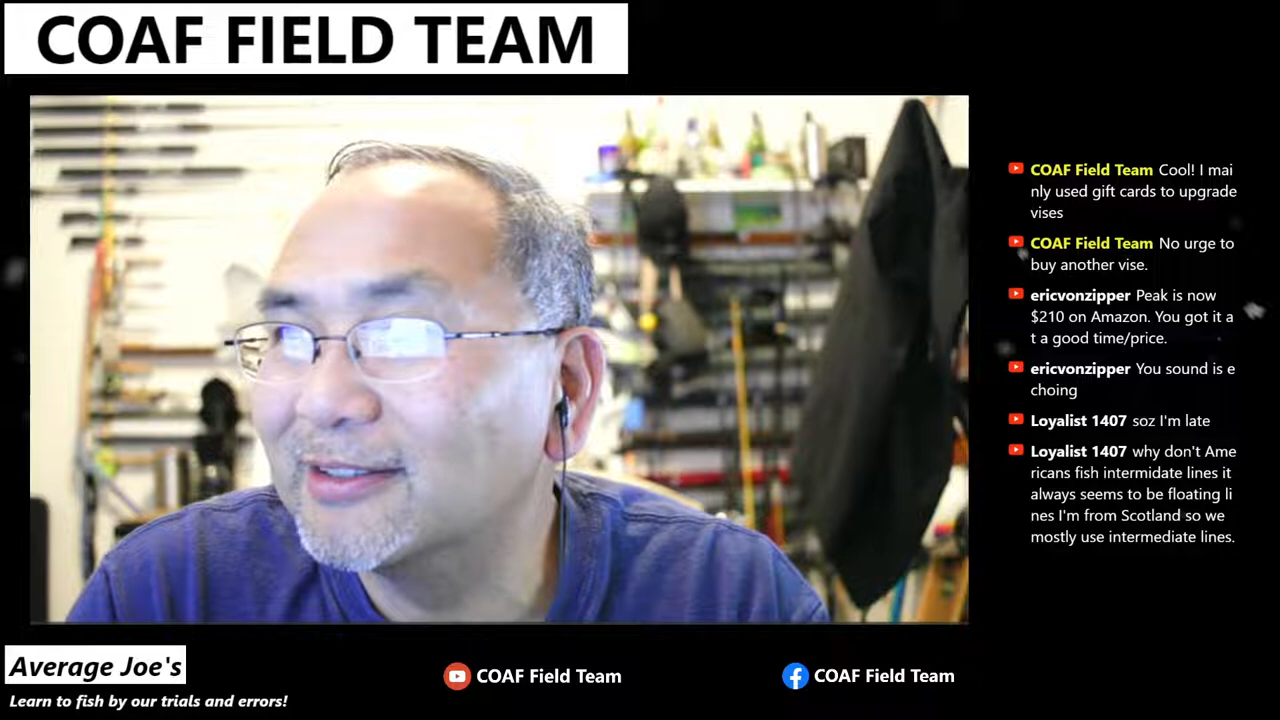 COAF FIELD TEAM
COAF Field Team Cool! I mai
nly used gift cards to upgrade
vises
COAF Field Team No urge to
buy another vise.
ericvonzipper Peak is now
$210 on Amazon. You got it a
t a good time/price.
ericvonzipper You sound is e
choing
Loyalist 1407 soz I'm late
Loyalist 1407 why don't Ame
ricans fish intermidate lines it
always seems to be floating li
nes I'm from Scotland so we
mostly use intermediate lines.
Average Joe's
Learn to fish by our trials and errors!
COAF Field Team
COAF Field Team